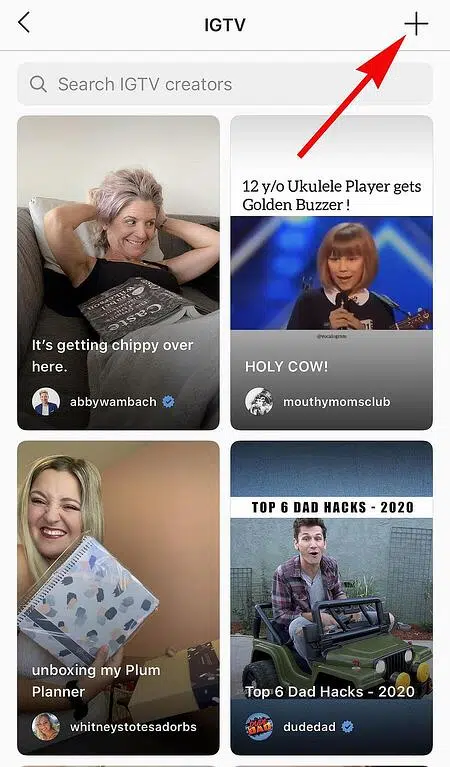 IGTV
Search IGTV creators
Caste
It's getting chippy over
here.
abbywambach
12 y/o Ukulele Player gets
Golden Buzzer !
HOLY COW!
mouthymomsclub
unboxing my Plum
Planner
whitneystotesadorbs
TOP 6 DAD HACKS - 2020
Top 6 Dad Hacks - 2020
dudedad